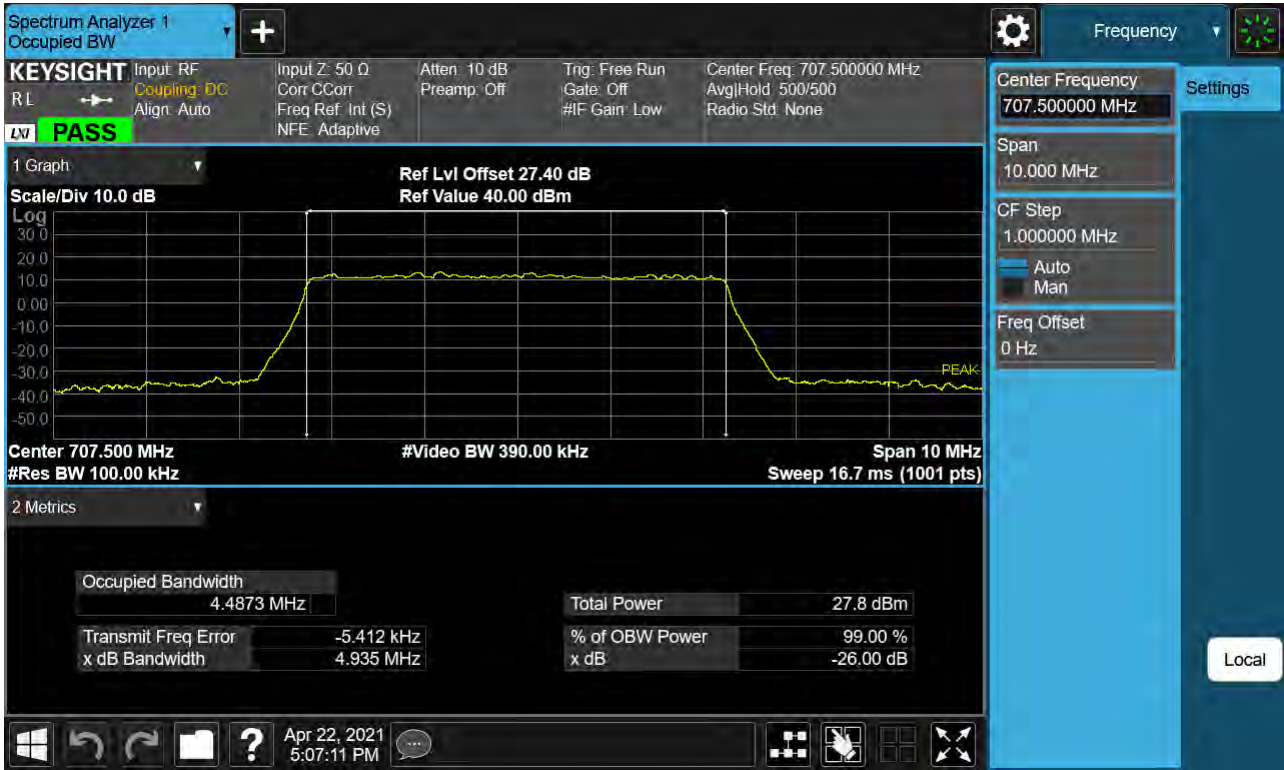 Spectrum Analyzer 1
Occupied BW
+
Frequency
KEYSIGHT
R L
LXI PASS
Input: RF
Coupling: DC
Align: Auto
Input Z: 50 Ω
Corr CCorr
Freq Ref: Int (S)
NFE: Adaptive
Atten: 10 dB
Preamp: Off
Trig: Free Run
Gate: Off
#IF Gain: Low
Center Freq: 707.500000 MHz
Avg|Hold: 500/500
Radio Std: None
Center Frequency
707.500000 MHz
Settings
Span
10.000 MHz
CF Step
1.000000 MHz
Auto
Man
Freq Offset
0 Hz
Local
1 Graph
Scale/Div 10.0 dB
Ref Lvl Offset 27.40 dB
Ref Value 40.00 dBm
Log
30.0
20.0
10.0
0.00
-10.0
-20.0
-30.0
-40.0
-50.0
PEAK
Center 707.500 MHz
#Video BW 390.00 kHz
Span 10 MHz
#Res BW 100.00 kHz
Sweep 16.7 ms (1001 pts)
2 Metrics
Occupied Bandwidth
4.4873 MHz
Total Power 27.8 dBm
Transmit Freq Error -5.412 kHz
% of OBW Power 99.00 %
x dB Bandwidth 4.935 MHz
x dB -26.00 dB
?
Apr 22, 2021
5:07:11 PM